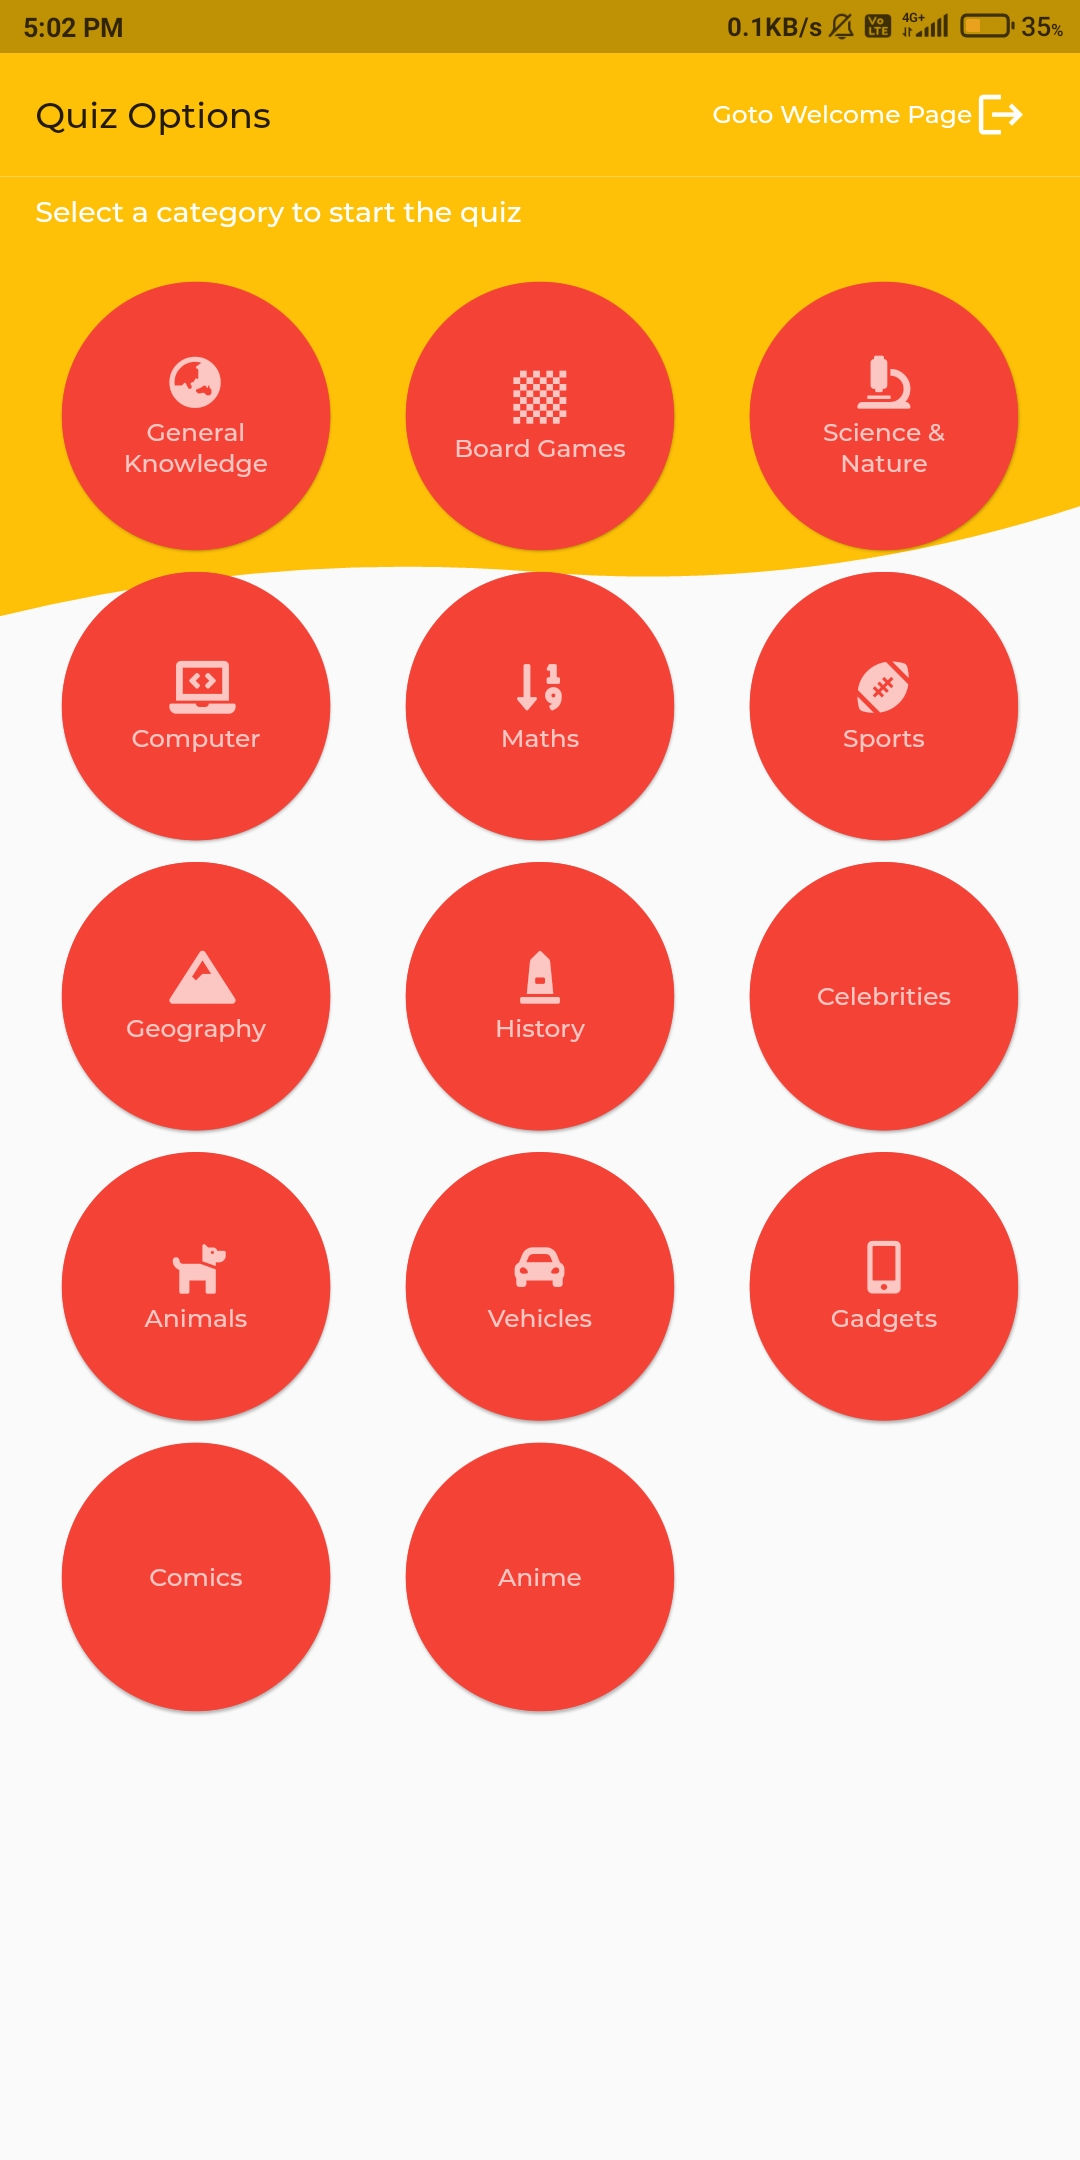 5:02 PM
0.1KB/s Vo LTE 4G+ 35%
Quiz Options
Goto Welcome Page
Select a category to start the quiz
General
Knowledge
Board Games
Science &
Nature
Computer
1
9
Maths
Sports
Geography
History
Celebrities
Animals
Vehicles
Gadgets
Comics
Anime